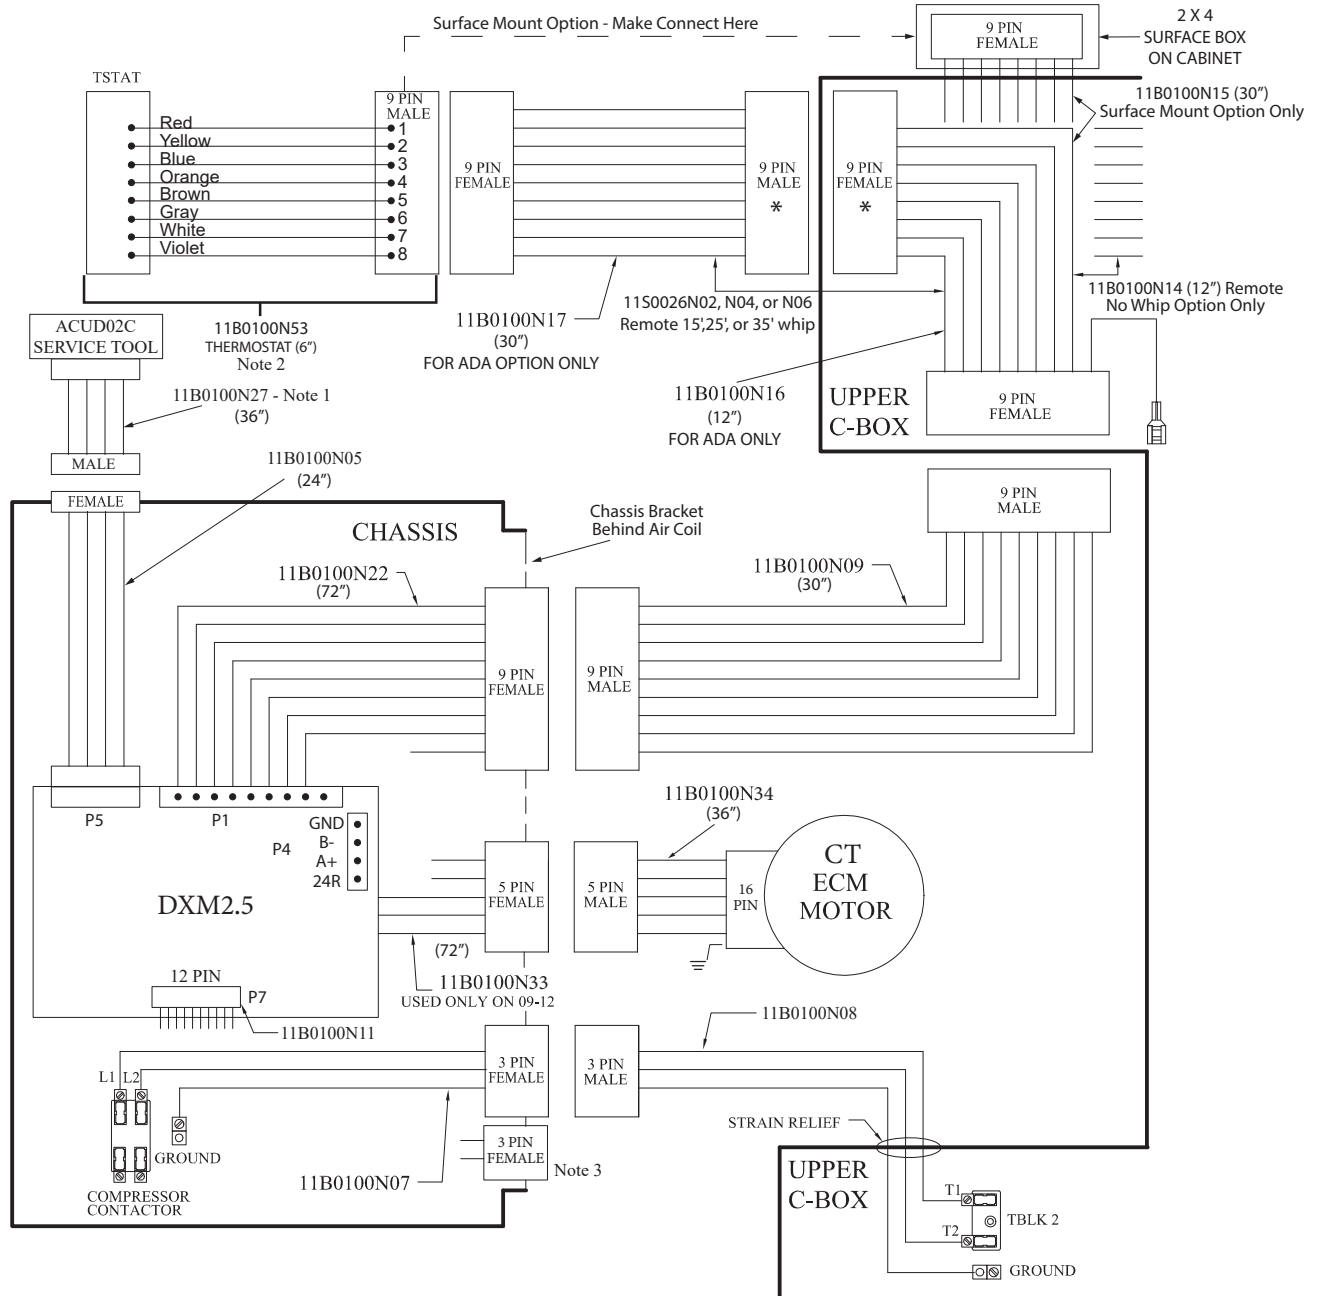 Surface Mount Option - Make Connect Here
9 PIN
FEMALE
2 X 4
SURFACE BOX
ON CABINET
TSTAT
9 PIN
MALE
Red
Yellow
Blue
Orange
Brown
Gray
White
Violet
1
2
3
4
5
6
7
8
9 PIN
FEMALE
9 PIN
MALE
*
9 PIN
FEMALE
*
11B0100N15 (30")
Surface Mount Option Only
11B0100N14 (12") Remote
No Whip Option Only
11B0100N53
THERMOSTAT (6")
Note 2
11B0100N17
(30")
FOR ADA OPTION ONLY
11S0026N02, N04, or N06
Remote 15',25', or 35' whip
11B0100N16
(12")
FOR ADA ONLY
UPPER
C-BOX
9 PIN
FEMALE
ACUD02C
SERVICE TOOL
11B0100N27 - Note 1
(36")
MALE
11B0100N05
(24")
FEMALE
CHASSIS
Chassis Bracket
Behind Air Coil
9 PIN
MALE
11B0100N22
(72")
11B0100N09
(30")
9 PIN
FEMALE
9 PIN
MALE
P5
P1
P4
GND
B-
A+
24R
DXM2.5
12 PIN
P7
11B0100N11
5 PIN
FEMALE
5 PIN
MALE
11B0100N34
(36")
16
PIN
CT
ECM
MOTOR
(72")
11B0100N33
USED ONLY ON 09-12
11B0100N08
3 PIN
FEMALE
3 PIN
MALE
L1 L2
GROUND
COMPRESSOR
CONTACTOR
11B0100N07
3 PIN
FEMALE
Note 3
STRAIN RELIEF
UPPER
C-BOX
T1
T2
TBLK 2
GROUND